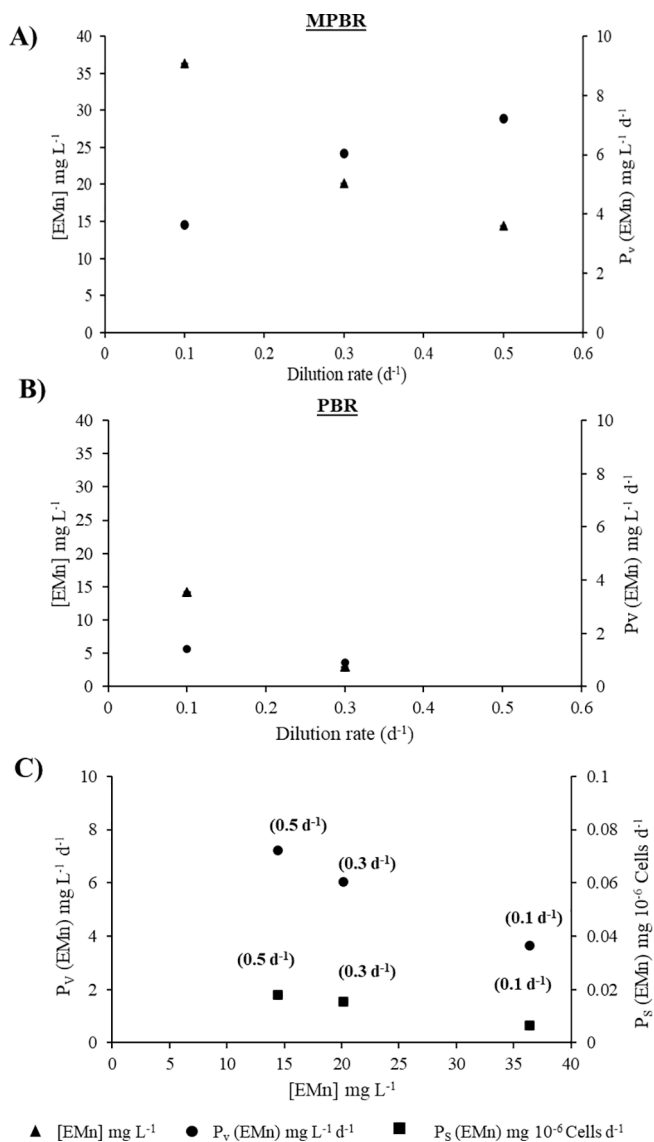 A)
MPBR
[EMn] mg L⁻¹
40
35
30
25
20
15
10
5
0
10
8
6
4
2
0
Pᵥ (EMn) mg L⁻¹ d⁻¹
0 0.1 0.2 0.3 0.4 0.5 0.6
Dilution rate (d⁻¹)
B)
PBR
[EMn] mg L⁻¹
40
35
30
25
20
15
10
5
0
10
8
6
4
2
0
Pv (EMn) mg L⁻¹ d⁻¹
0 0.1 0.2 0.3 0.4 0.5 0.6
Dilution rate (d⁻¹)
C)
P_V (EMn) mg L⁻¹ d⁻¹
10
8
6
4
2
0
(0.5 d⁻¹)
(0.3 d⁻¹)
(0.1 d⁻¹)
(0.5 d⁻¹)
(0.3 d⁻¹)
(0.1 d⁻¹)
0.1
0.08
0.06
0.04
0.02
0
P_S (EMn) mg 10⁻⁶ Cells d⁻¹
0 5 10 15 20 25 30 35 40
[EMn] mg L⁻¹
▲ [EMn] mg L⁻¹ ● Pᵥ (EMn) mg L⁻¹ d⁻¹ ■ P_S (EMn) mg 10⁻⁶ Cells d⁻¹